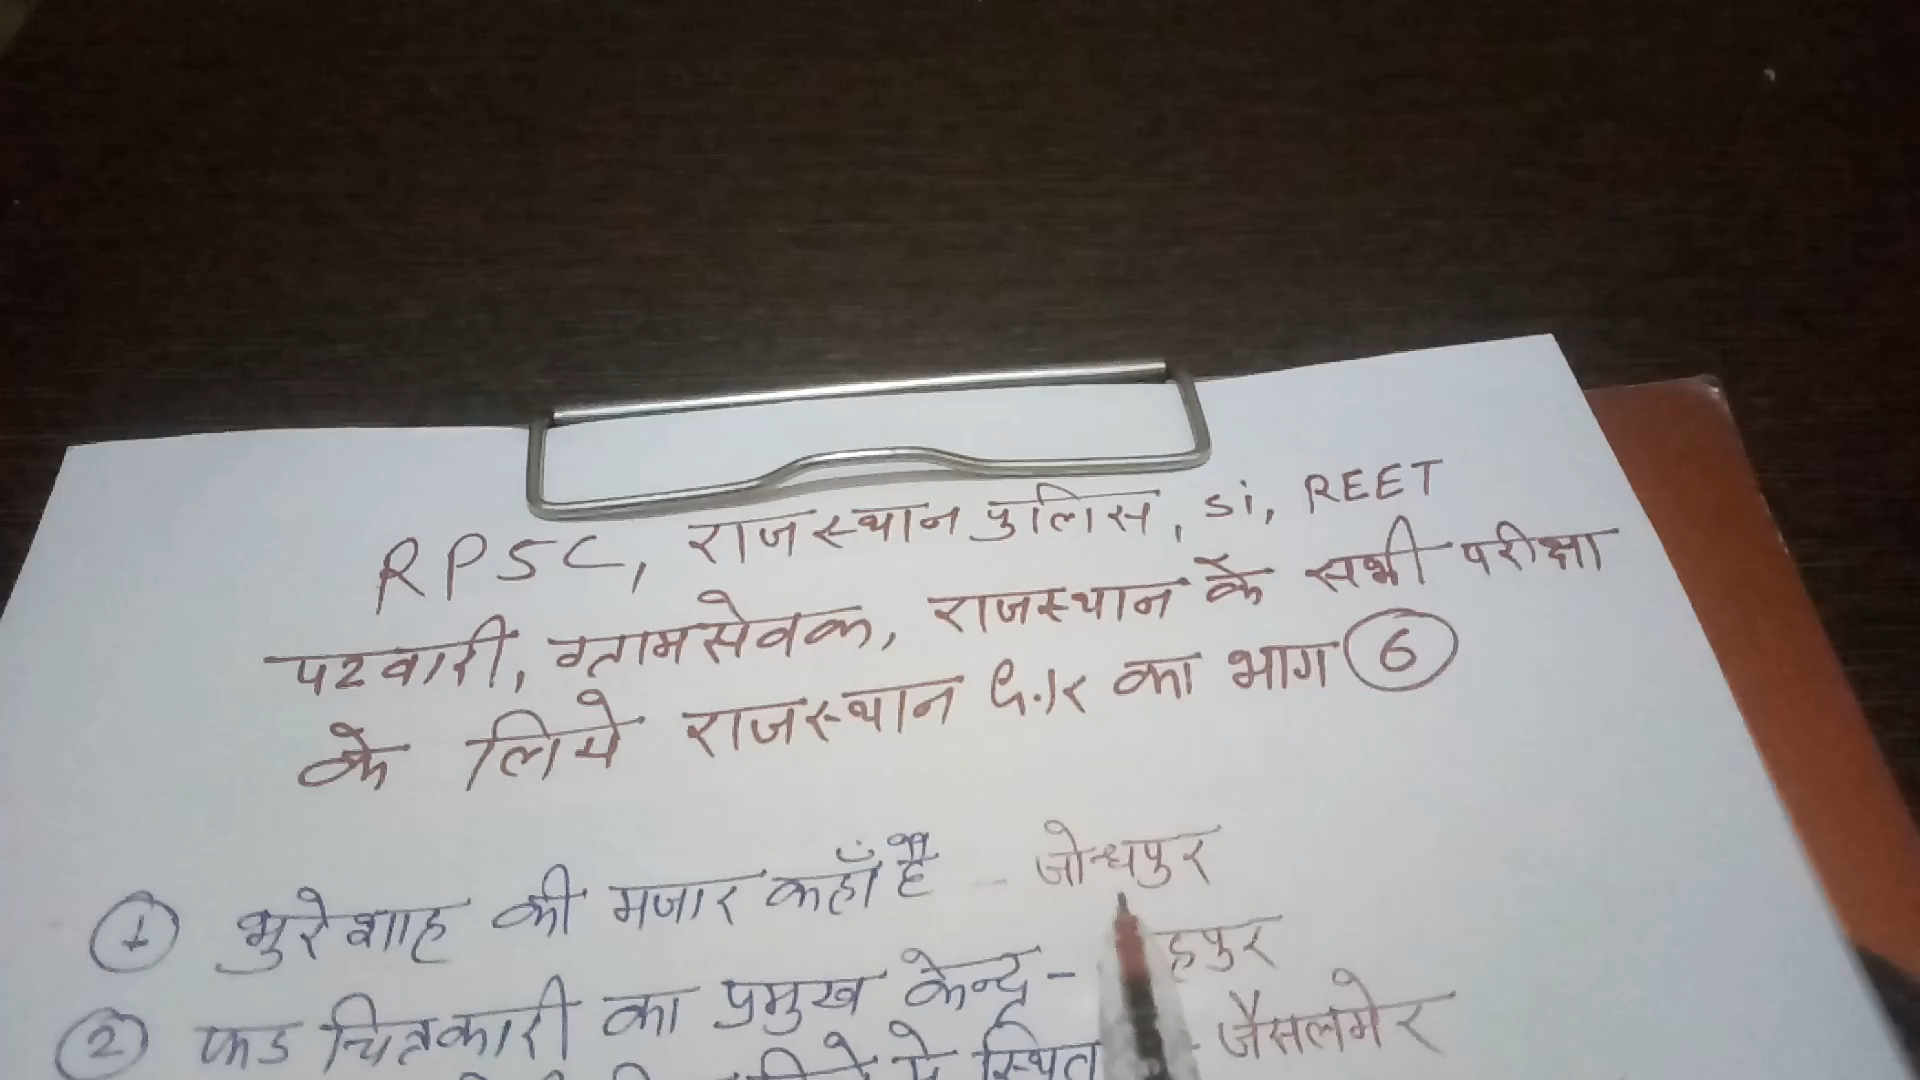 RPSC, राजस्थान पुलिस, Si, REET
पटवारी, ग्रामसेवक, राजस्थान के सभी परीक्षा
के लिये राजस्थान G.K का भाग 6
1 भुरेशाह की मजार कहाँ है - जोधपुर
2 फड चित्रकारी का प्रमुख केन्द्र - हपुर
स्थित - जैसलमेर